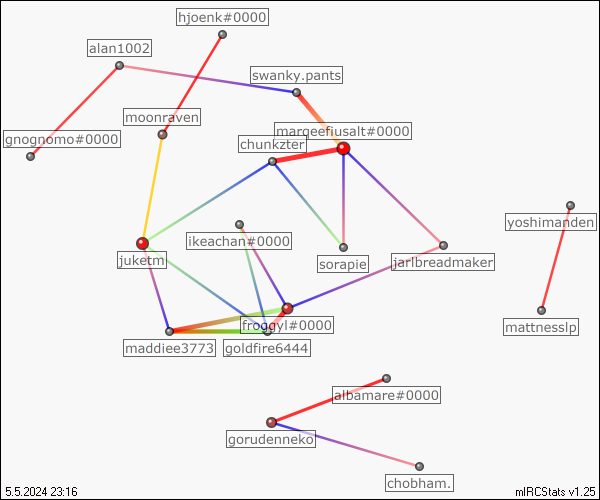 hjoenk#0000
alan1002
swanky.pants
moonraven
marqeefiusalt#0000
gnognomo#0000
chunkzter
yoshimanden
ikeachan#0000
juketm
sorapie
jarlbreadmaker
froggyl#0000
mattnesslp
maddiee3773
goldfire6444
albamare#0000
gorudenneko
chobham.
5.5.2024 23:16
mIRCStats v1.25